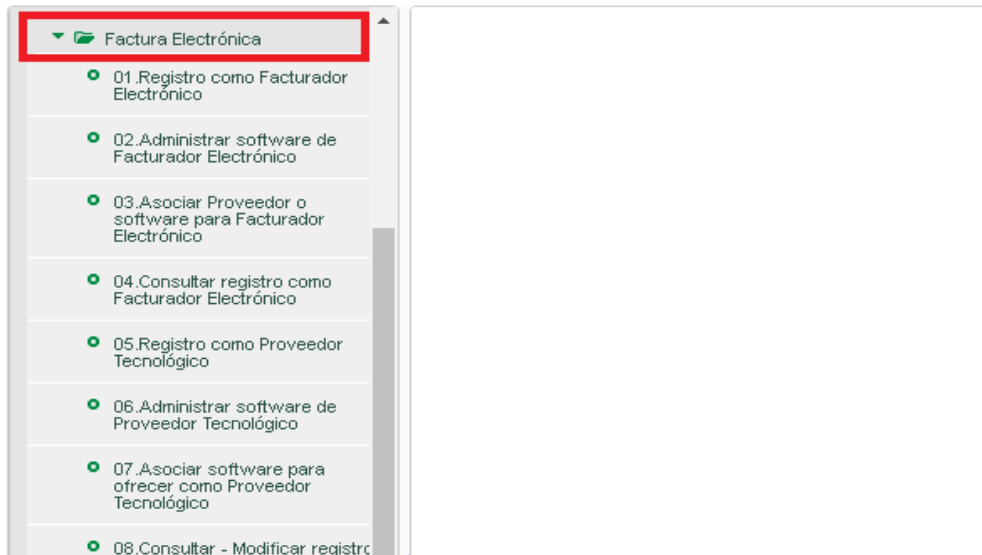 Factura Electrónica
01.Registro como Facturador
Electrónico
02.Administrar software de
Facturador Electrónico
03.Asociar Proveedor o
software para Facturador
Electrónico
04.Consultar registro como
Facturador Electrónico
05.Registro como Proveedor
Tecnológico
06.Administrar software de
Proveedor Tecnológico
07.Asociar software para
ofrecer como Proveedor
Tecnológico
08.Consultar - Modificar registro